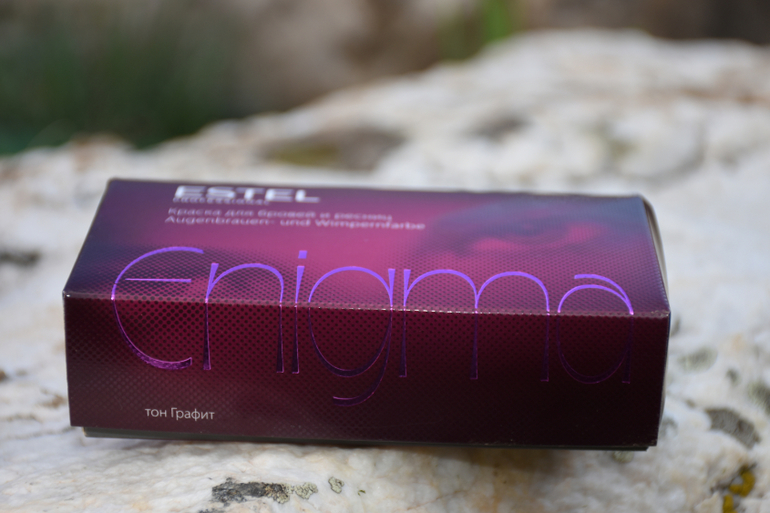 ESTEL
PROFESSIONAL
Краска для бровей и ресниц
Augenbrauen- und Wimpernfarbe
Enigma
тон Графит